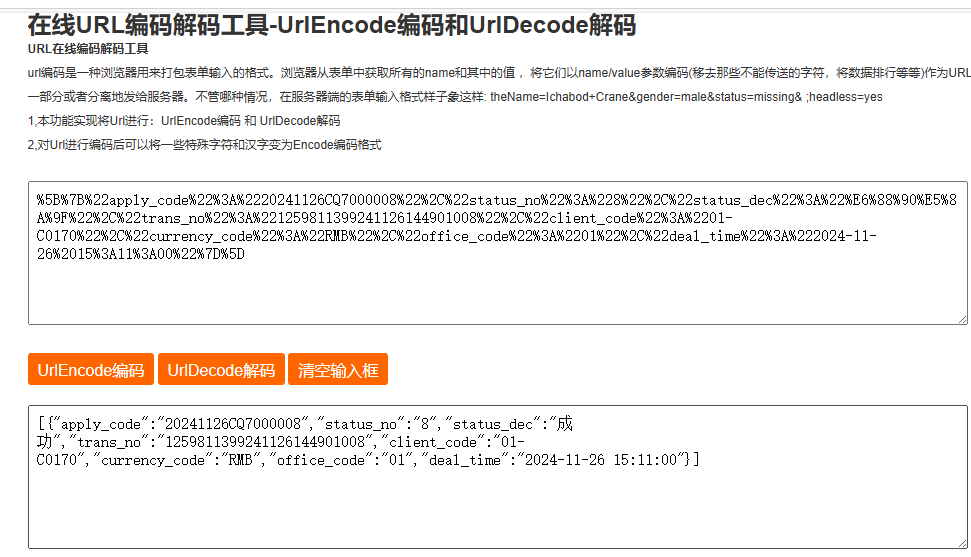 在线URL编码解码工具-UrlEncode编码和UrlDecode解码
URL在线编码解码工具
url编码是一种浏览器用来打包表单输入的格式。浏览器从表单中获取所有的name和其中的值 ，将它们以name/value参数编码(移去那些不能传送的字符，将数据排行等等)作为URL
一部分或者分离地发给服务器。不管哪种情况，在服务器端的表单输入格式样子象这样: theName=Ichabod+Crane&gender=male&status=missing& ;headless=yes
1,本功能实现将Url进行：UrlEncode编码 和 UrlDecode解码
2,对Url进行编码后可以将一些特殊字符和汉字变为Encode编码格式
%5B%7B%22apply_code%22%3A%2220241126CQ7000008%22%2C%22status_no%22%3A%228%22%2C%22status_dec%22%3A%22%E6%88%90%E5%8
A%9F%22%2C%22trans_no%22%3A%221259811399241126144901008%22%2C%22client_code%22%3A%2201-
C0170%22%2C%22currency_code%22%3A%22RMB%22%2C%22office_code%22%3A%2201%22%2C%22deal_time%22%3A%222024-11-
26%2015%3A11%3A00%22%7D%5D
UrlEncode编码 UrlDecode解码 清空输入框
[{"apply_code":"20241126CQ7000008","status_no":"8","status_dec":"成
功","trans_no":"1259811399241126144901008","client_code":"01-
C0170","currency_code":"RMB","office_code":"01","deal_time":"2024-11-26 15:11:00"}]